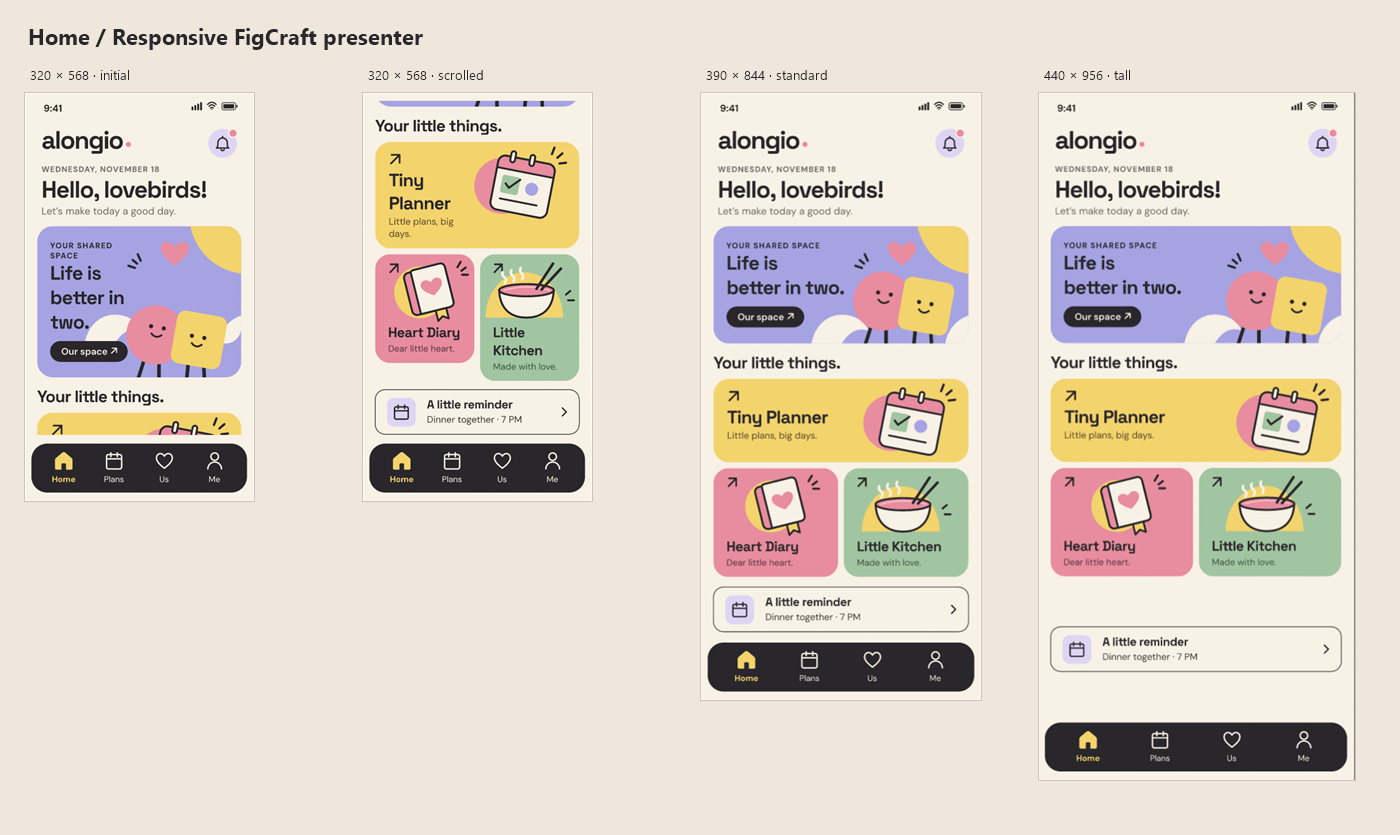 Home / Responsive FigCraft presenter
320 × 568 · initial
9:41
alongio.
WEDNESDAY, NOVEMBER 18
Hello, lovebirds!
Let's make today a good day.
YOUR SHARED
SPACE
Life is
better in
two.
Our space ↗
Your little things.
Home Plans Us Me
320 × 568 · scrolled
Your little things.
Tiny
Planner
Little plans, big
days.
Heart Diary
Dear little heart.
Little
Kitchen
Made with love.
A little reminder
Dinner together · 7 PM
Home Plans Us Me
390 × 844 · standard
9:41
alongio.
WEDNESDAY, NOVEMBER 18
Hello, lovebirds!
Let's make today a good day.
YOUR SHARED SPACE
Life is
better in two.
Our space ↗
Your little things.
Tiny Planner
Little plans, big days.
Heart Diary
Dear little heart.
Little Kitchen
Made with love.
A little reminder
Dinner together · 7 PM
Home Plans Us Me
440 × 956 · tall
9:41
alongio.
WEDNESDAY, NOVEMBER 18
Hello, lovebirds!
Let's make today a good day.
YOUR SHARED SPACE
Life is
better in two.
Our space ↗
Your little things.
Tiny Planner
Little plans, big days.
Heart Diary
Dear little heart.
Little Kitchen
Made with love.
A little reminder
Dinner together · 7 PM
Home Plans Us Me